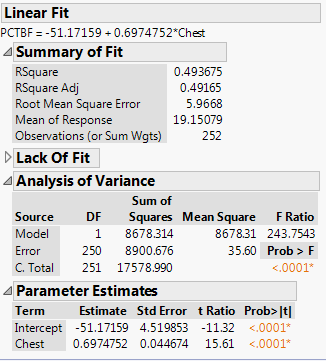 Linear Fit
PCTBF = -51.17159 + 0.6974752*Chest
Summary of Fit
RSquare 0.493675
RSquare Adj 0.49165
Root Mean Square Error 5.9668
Mean of Response 19.15079
Observations (or Sum Wgts) 252
Lack Of Fit
Analysis of Variance
Sum of
Source DF Squares Mean Square F Ratio
Model 1 8678.314 8678.31 243.7543
Error 250 8900.676 35.60 Prob > F
C. Total 251 17578.990 <.0001*
Parameter Estimates
Term Estimate Std Error t Ratio Prob>|t|
Intercept -51.17159 4.519853 -11.32 <.0001*
Chest 0.6974752 0.044674 15.61 <.0001*